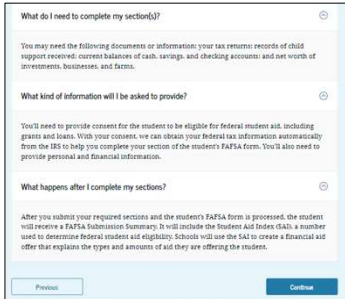 What do I need to complete my section(s)?
You may need the following documents or information: your tax returns; records of child
support received; current balances of cash, savings, and checking accounts; and net worth of
investments, businesses, and farms.
What kind of information will I be asked to provide?
You'll need to provide consent for the student to be eligible for federal student aid, including
grants and loans. With your consent, we can obtain your federal tax information automatically
from the IRS to help you complete your section of the student's FAFSA form. You'll also need to
provide personal and financial information.
What happens after I complete my sections?
After you submit your required sections and the student's FAFSA form is processed, the student
will receive a FAFSA Submission Summary. It will include the Student Aid Index (SAI), a number
used to determine federal student aid eligibility. Schools will use the SAI to create a financial aid
offer that explains the types and amounts of aid they are offering the student.
Previous
Continue